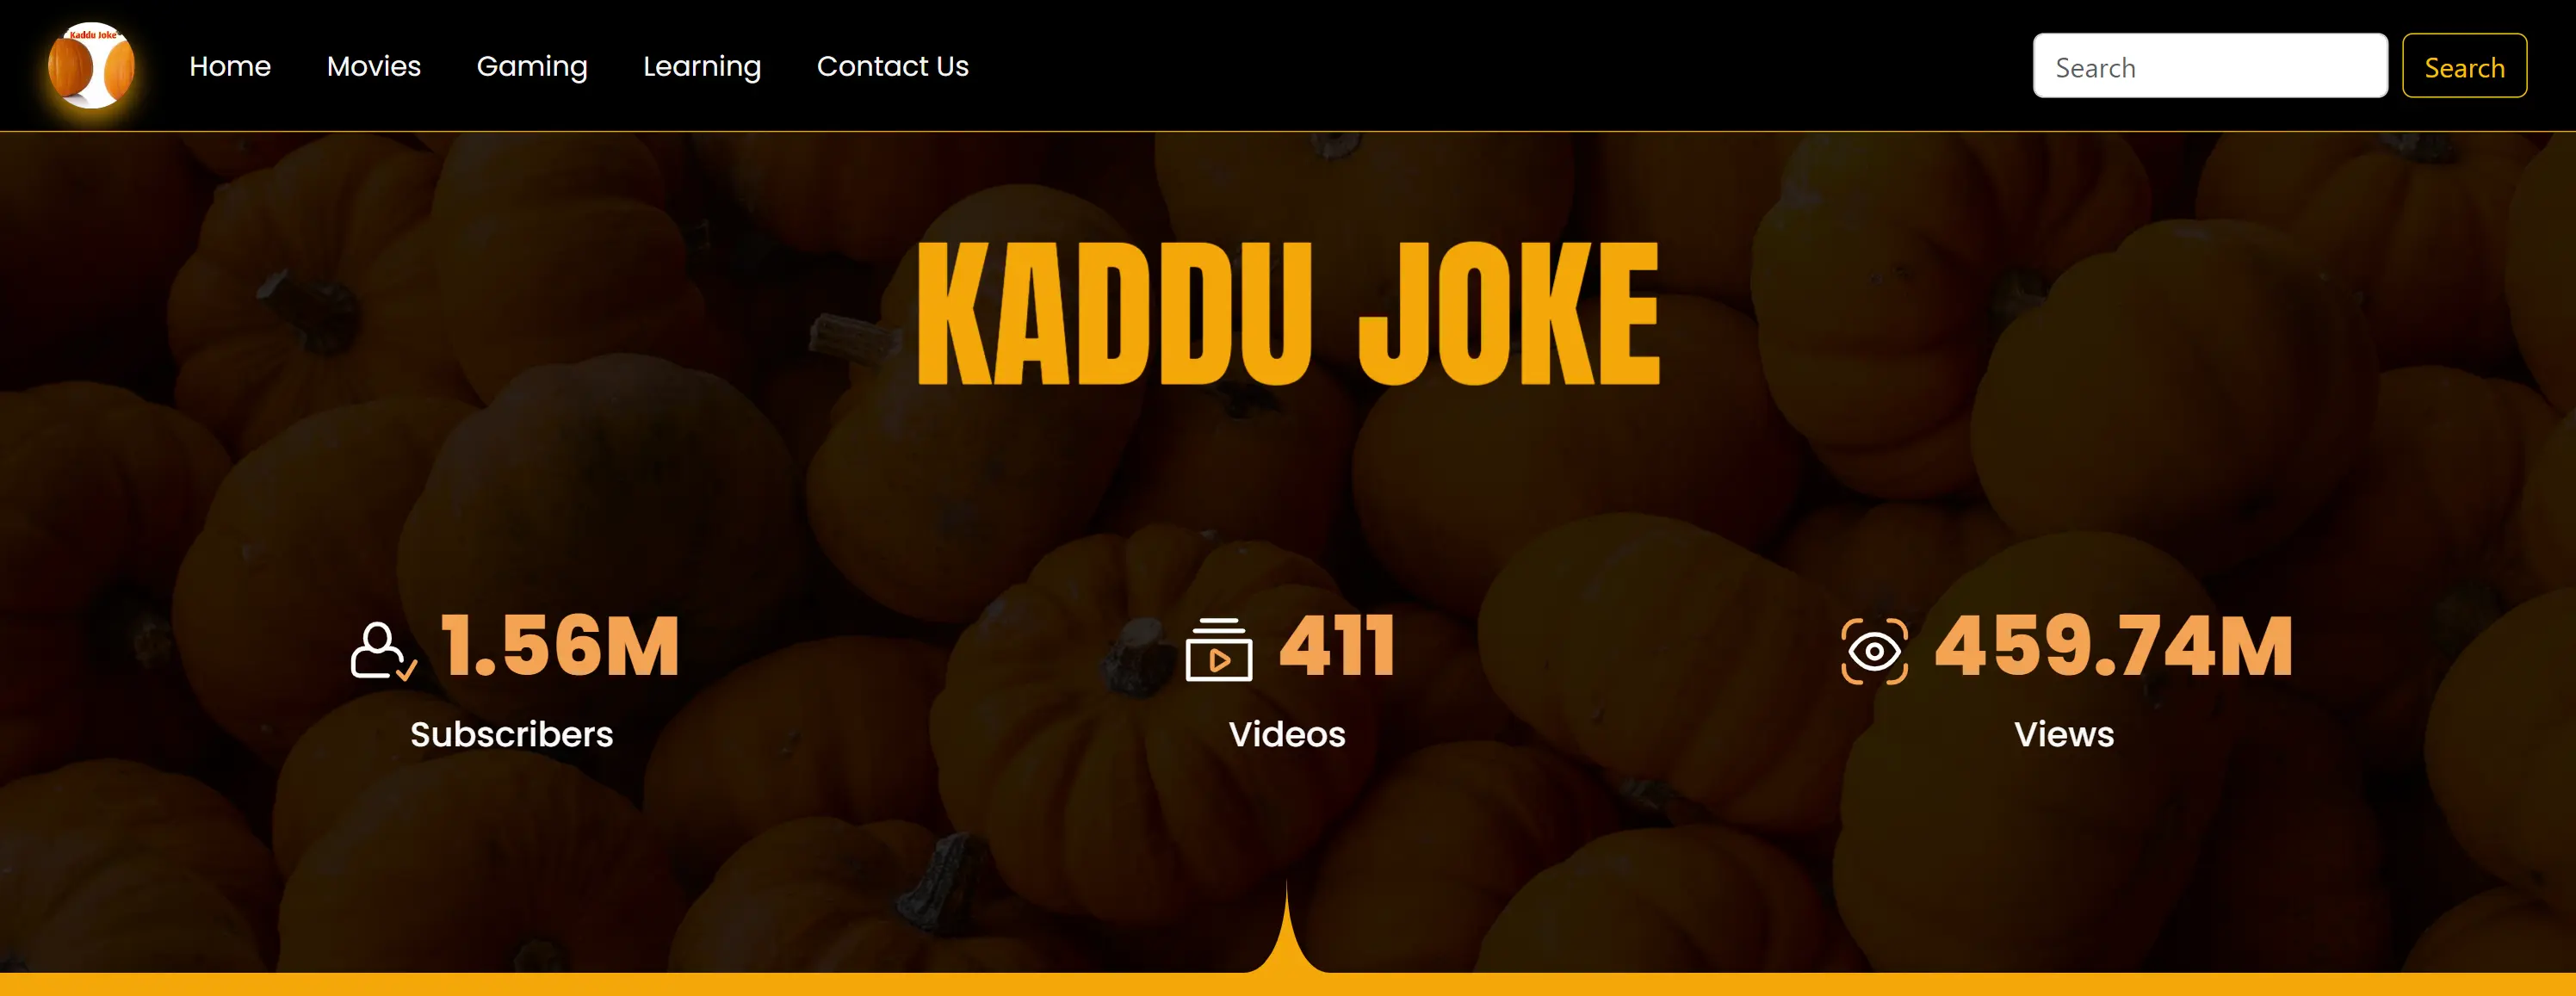 Kaddu Joke
Home Movies Gaming Learning Contact Us
Search Search
KADDU JOKE
1.56M 411 459.74M
Subscribers Videos Views